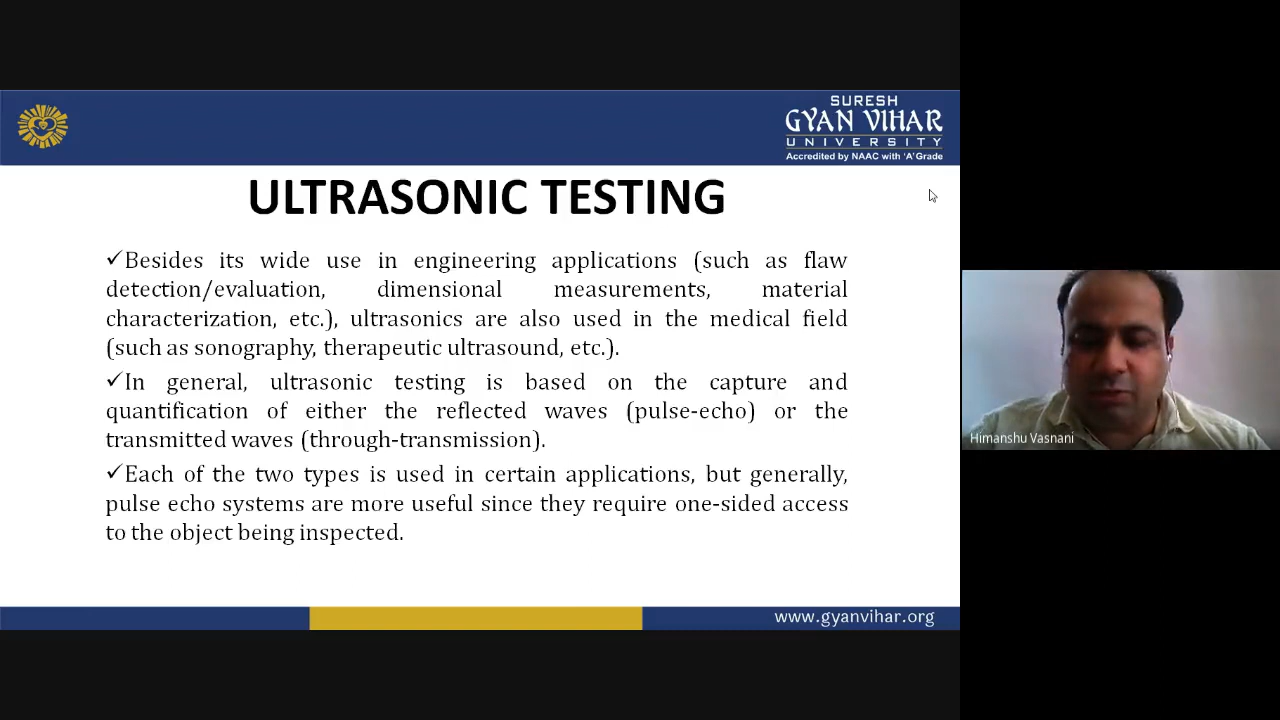 SURESH
GYAN VIHAR
UNIVERSITY
Accredited by NAAC with 'A' Grade
ULTRASONIC TESTING
✓Besides its wide use in engineering applications (such as flaw
detection/evaluation, dimensional measurements, material
characterization, etc.), ultrasonics are also used in the medical field
(such as sonography, therapeutic ultrasound, etc.).
✓In general, ultrasonic testing is based on the capture and
quantification of either the reflected waves (pulse-echo) or the
transmitted waves (through-transmission).
✓Each of the two types is used in certain applications, but generally,
pulse echo systems are more useful since they require one-sided access
to the object being inspected.
Himanshu Vasnani
www.gyanvihar.org